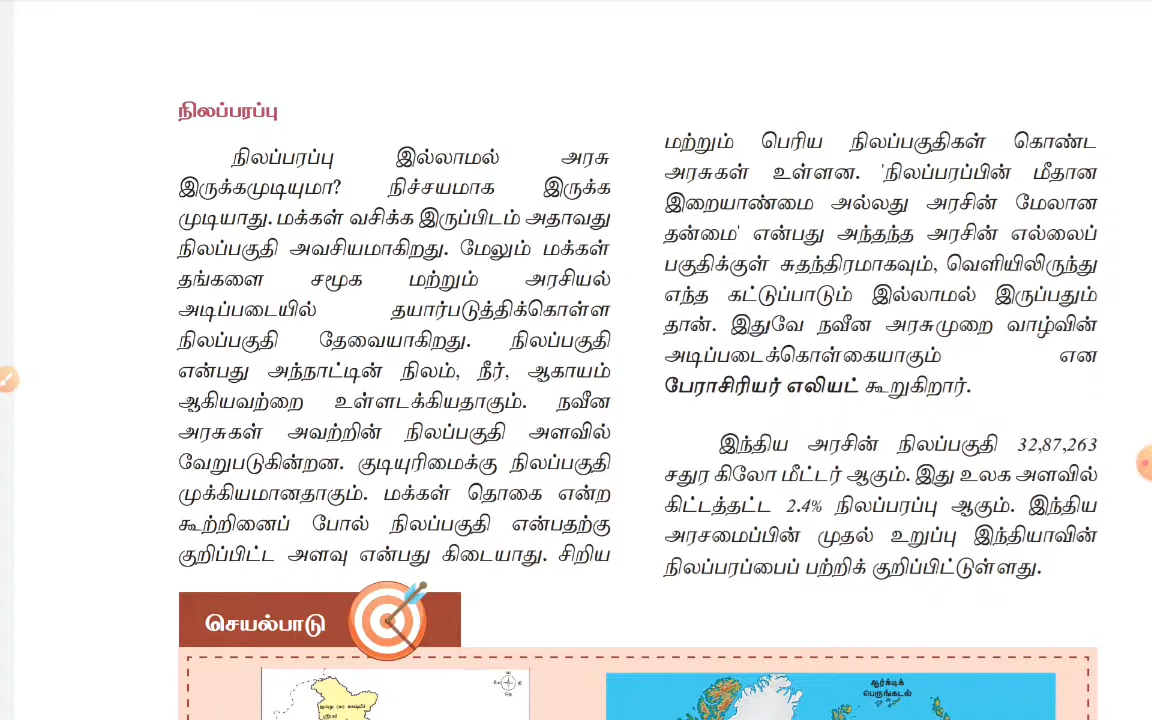 நிலப்பரப்பு
நிலப்பரப்பு இல்லாமல் அரசு
இருக்கமுடியுமா? நிச்சயமாக இருக்க
முடியாது. மக்கள் வசிக்க இருப்பிடம் அதாவது
நிலப்பகுதி அவசியமாகிறது. மேலும் மக்கள்
தங்களை சமூக மற்றும் அரசியல்
அடிப்படையில் தயார்படுத்திக்கொள்ள
நிலப்பகுதி தேவையாகிறது. நிலப்பகுதி
என்பது அந்நாட்டின் நிலம், நீர், ஆகாயம்
ஆகியவற்றை உள்ளடக்கியதாகும். நவீன
அரசுகள் அவற்றின் நிலப்பகுதி அளவில்
வேறுபடுகின்றன. குடியுரிமைக்கு நிலப்பகுதி
முக்கியமானதாகும். மக்கள் தொகை என்ற
கூற்றினைப் போல் நிலப்பகுதி என்பதற்கு
குறிப்பிட்ட அளவு என்பது கிடையாது. சிறிய
மற்றும் பெரிய நிலப்பகுதிகள் கொண்ட
அரசுகள் உள்ளன. 'நிலப்பரப்பின் மீதான
இறையாண்மை அல்லது அரசின் மேலான
தன்மை' என்பது அந்தந்த அரசின் எல்லைப்
பகுதிக்குள் சுதந்திரமாகவும், வெளியிலிருந்து
எந்த கட்டுப்பாடும் இல்லாமல் இருப்பதும்
தான். இதுவே நவீன அரசுமுறை வாழ்வின்
அடிப்படைக்கொள்கையாகும் என
பேராசிரியர் எலியட் கூறுகிறார்.
இந்திய அரசின் நிலப்பகுதி 32,87,263
சதுர கிலோ மீட்டர் ஆகும். இது உலக அளவில்
கிட்டத்தட்ட 2.4% நிலப்பரப்பு ஆகும். இந்திய
அரசமைப்பின் முதல் உறுப்பு இந்தியாவின்
நிலப்பரப்பைப் பற்றிக் குறிப்பிட்டுள்ளது.
செயல்பாடு
ஆர்க்டிக்
பெருங்கடல்